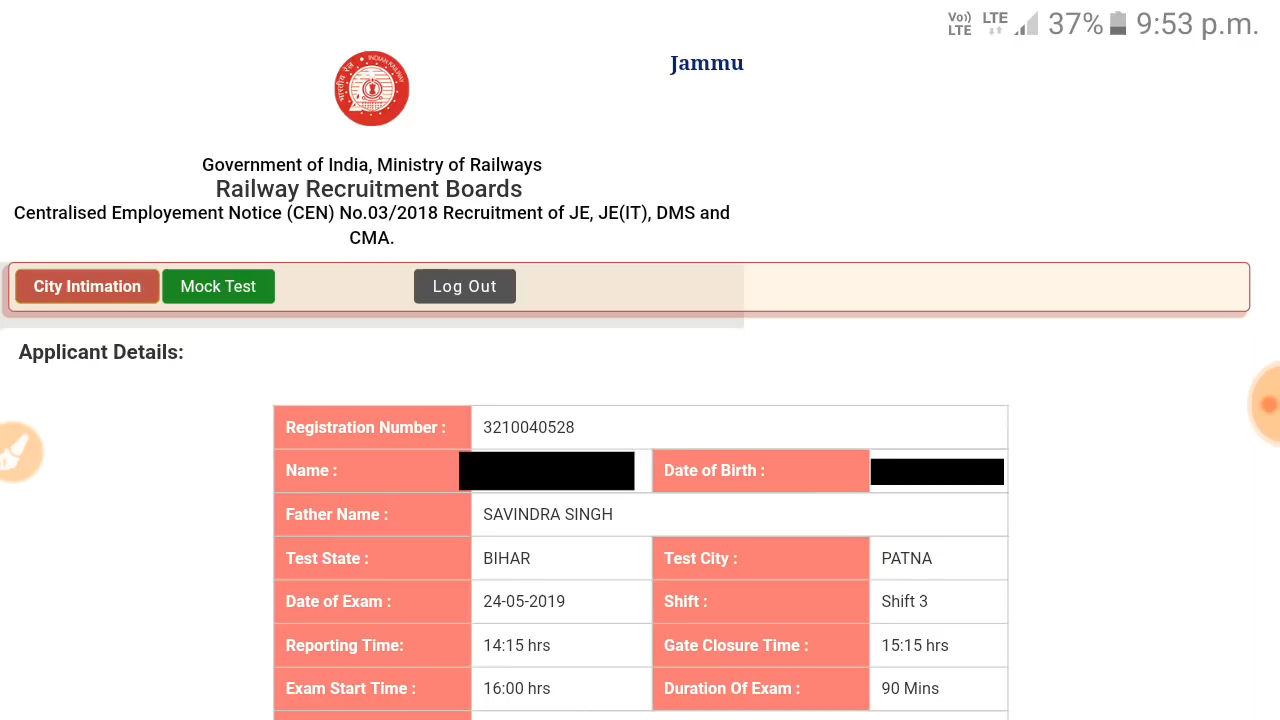 Vo)) LTE LTE 37% 9:53 p.m.
Jammu
भारतीय रेल INDIAN RAILWAY
Government of India, Ministry of Railways
Railway Recruitment Boards
Centralised Employement Notice (CEN) No.03/2018 Recruitment of JE, JE(IT), DMS and
CMA.
City Intimation Mock Test Log Out
Applicant Details:
Registration Number : 3210040528
Name : Date of Birth :
Father Name : SAVINDRA SINGH
Test State : BIHAR Test City : PATNA
Date of Exam : 24-05-2019 Shift : Shift 3
Reporting Time: 14:15 hrs Gate Closure Time : 15:15 hrs
Exam Start Time : 16:00 hrs Duration Of Exam : 90 Mins